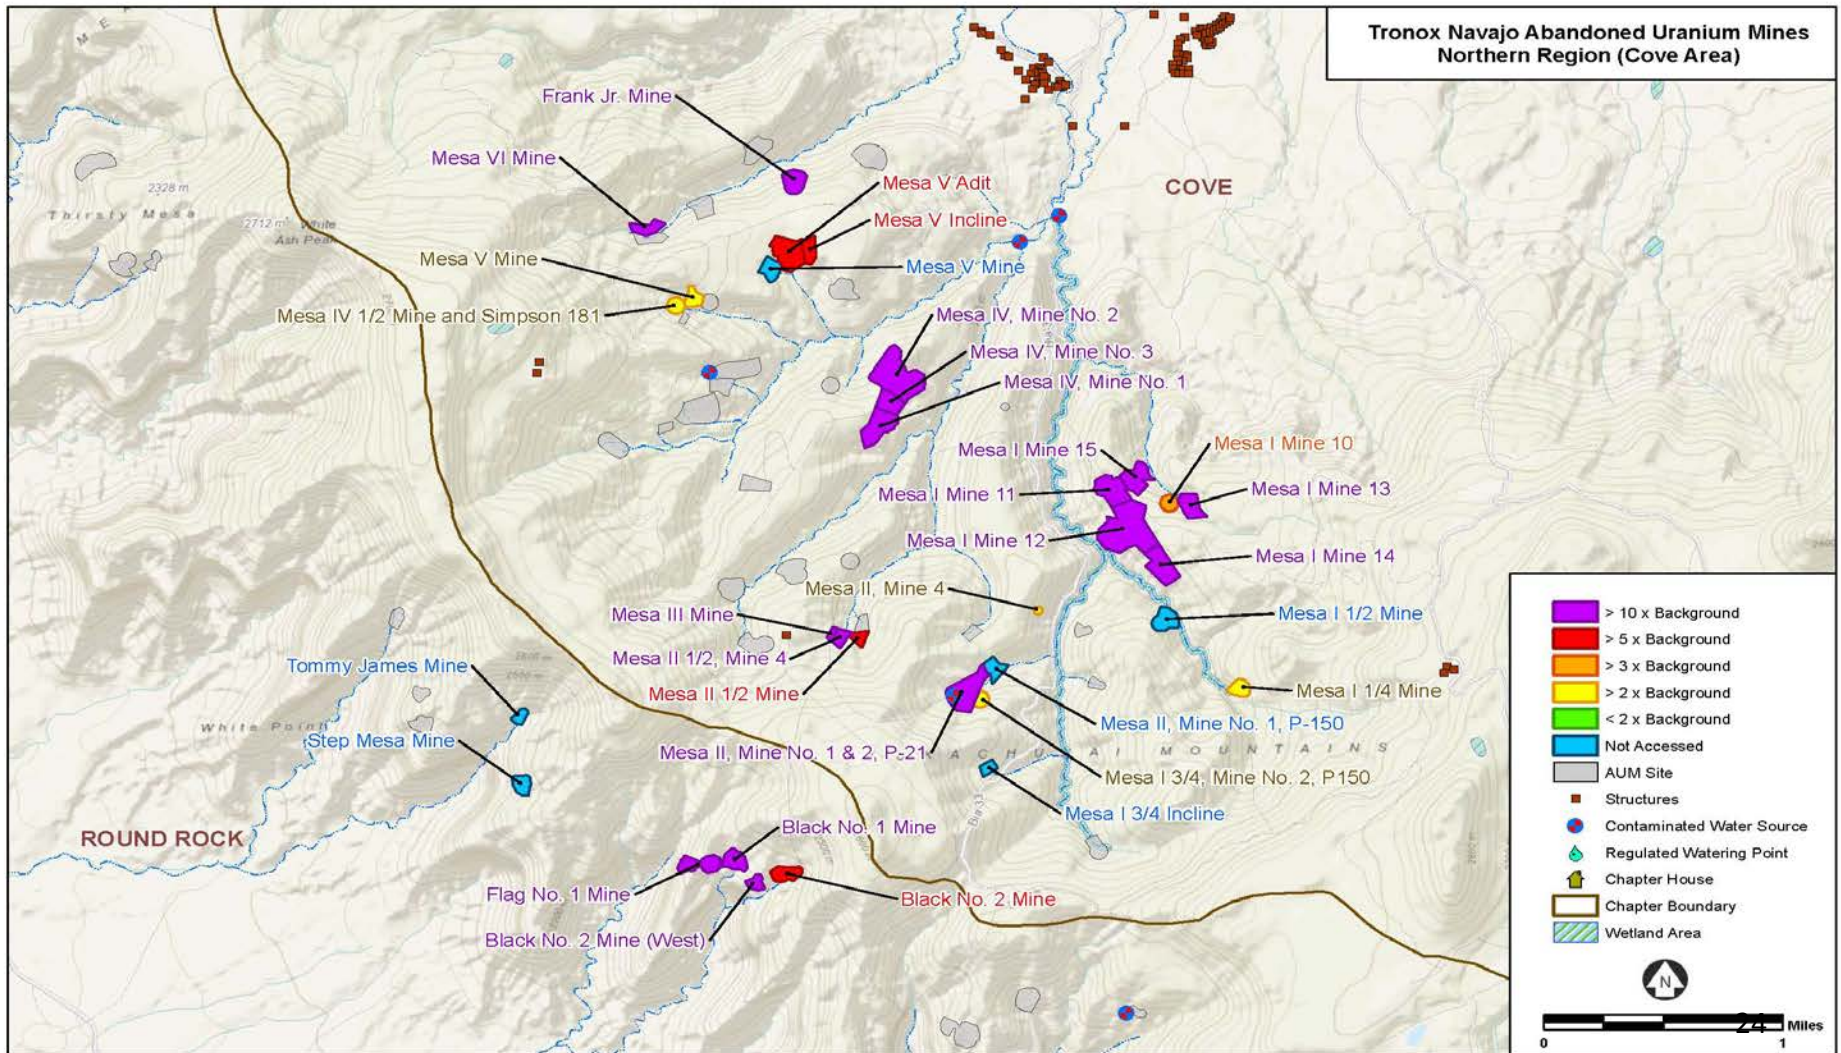 Tronox Navajo Abandoned Uranium Mines
Northern Region (Cove Area)
Frank Jr. Mine
Mesa VI Mine
2328 m
Thirsty Mesa
2712 m
White
Ash Peak
Mesa V Adit
COVE
Mesa V Incline
Mesa V Mine
Mesa V Mine
Mesa IV 1/2 Mine and Simpson 181
Mesa IV, Mine No. 2
Mesa IV, Mine No. 3
Mesa IV, Mine No. 1
Mesa I Mine 15
Mesa I Mine 10
Mesa I Mine 11
Mesa I Mine 13
Mesa I Mine 12
Mesa I Mine 14
Mesa II, Mine 4
Mesa III Mine
Mesa I 1/2 Mine
Mesa II 1/2, Mine 4
Tommy James Mine
Mesa II 1/2 Mine
Mesa I 1/4 Mine
White Point
Step Mesa Mine
Mesa II, Mine No. 1, P-150
Mesa II, Mine No. 1 & 2, P-21
A C H U K AI MOUNTAINS
Mesa I 3/4, Mine No. 2, P150
Mesa I 3/4 Incline
ROUND ROCK
Black No. 1 Mine
Flag No. 1 Mine
Black No. 2 Mine
Black No. 2 Mine (West)
> 10 x Background
> 5 x Background
> 3 x Background
> 2 x Background
< 2 x Background
Not Accessed
AUM Site
Structures
Contaminated Water Source
Regulated Watering Point
Chapter House
Chapter Boundary
Wetland Area
N
24
Miles
0
1